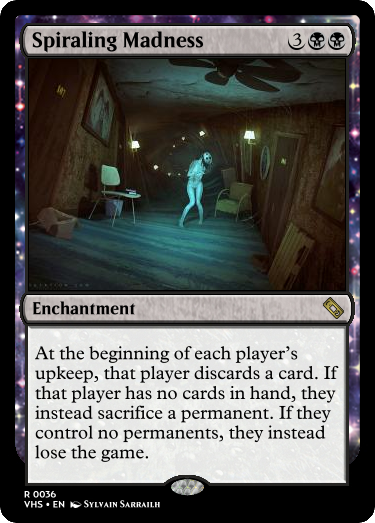 Spiraling Madness 3
Enchantment
At the beginning of each player's
upkeep, that player discards a card. If
that player has no cards in hand, they
instead sacrifice a permanent. If they
control no permanents, they instead
lose the game.
R 0036
VHS • EN Sylvain Sarrailh